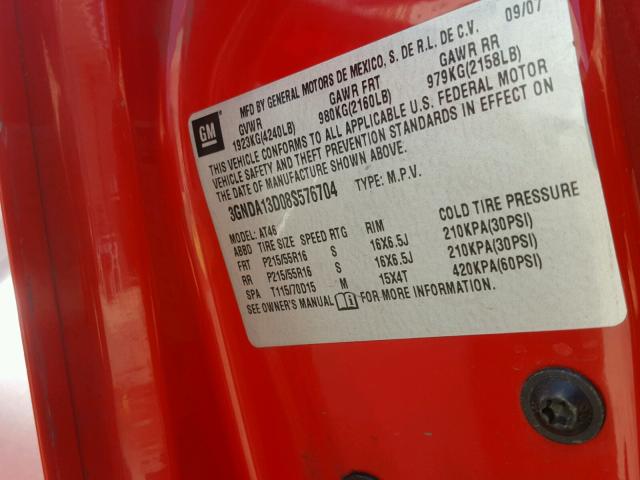 MFD BY GENERAL MOTORS DE MEXICO, S. DE R.L. DE C.V. 09/07
GM
GVWR GAWR FRT GAWR RR
1923KG(4240LB) 980KG(2160LB) 979KG(2158LB)
THIS VEHICLE CONFORMS TO ALL APPLICABLE U.S. FEDERAL MOTOR
VEHICLE SAFETY AND THEFT PREVENTION STANDARDS IN EFFECT ON
THE DATE OF MANUFACTURE SHOWN ABOVE.
3GNDA13D08S576704 TYPE: M.P.V.
MODEL: AT46
ABBD TIRE SIZE SPEED RTG RIM COLD TIRE PRESSURE
FRT P215/55R16 S 16X6.5J 210KPA(30PSI)
RR P215/55R16 S 16X6.5J 210KPA(30PSI)
SPA T115/70D15 M 15X4T 420KPA(60PSI)
SEE OWNER'S MANUAL FOR MORE INFORMATION.